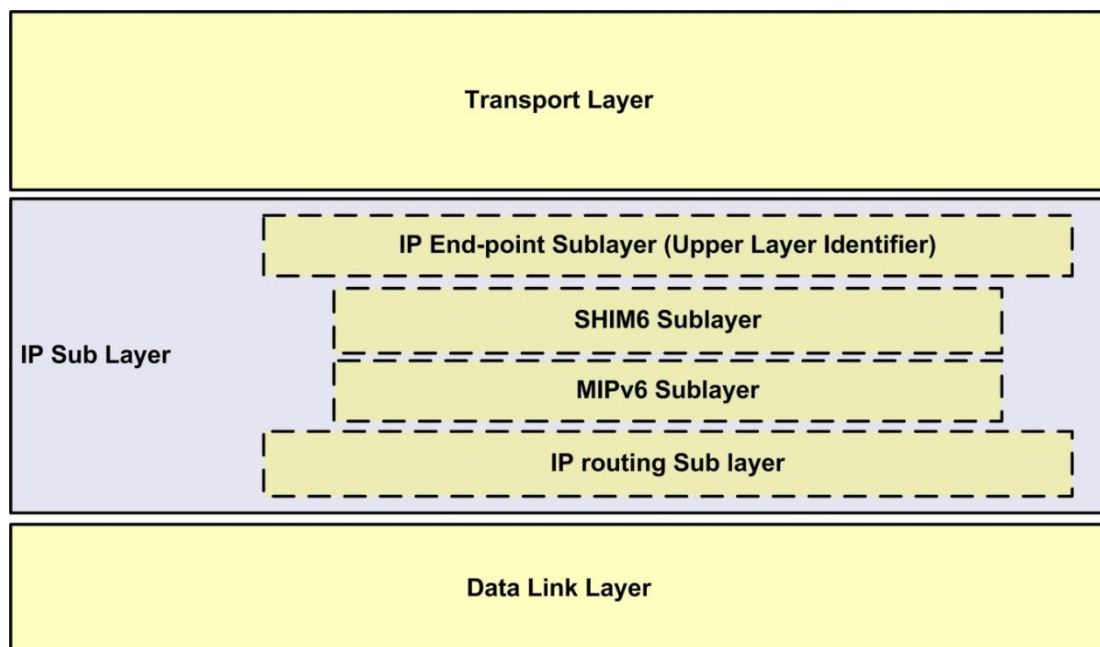 Transport Layer
IP End-point Sublayer (Upper Layer Identifier)
SHIM6 Sublayer
IP Sub Layer
MIPv6 Sublayer
IP routing Sub layer
Data Link Layer